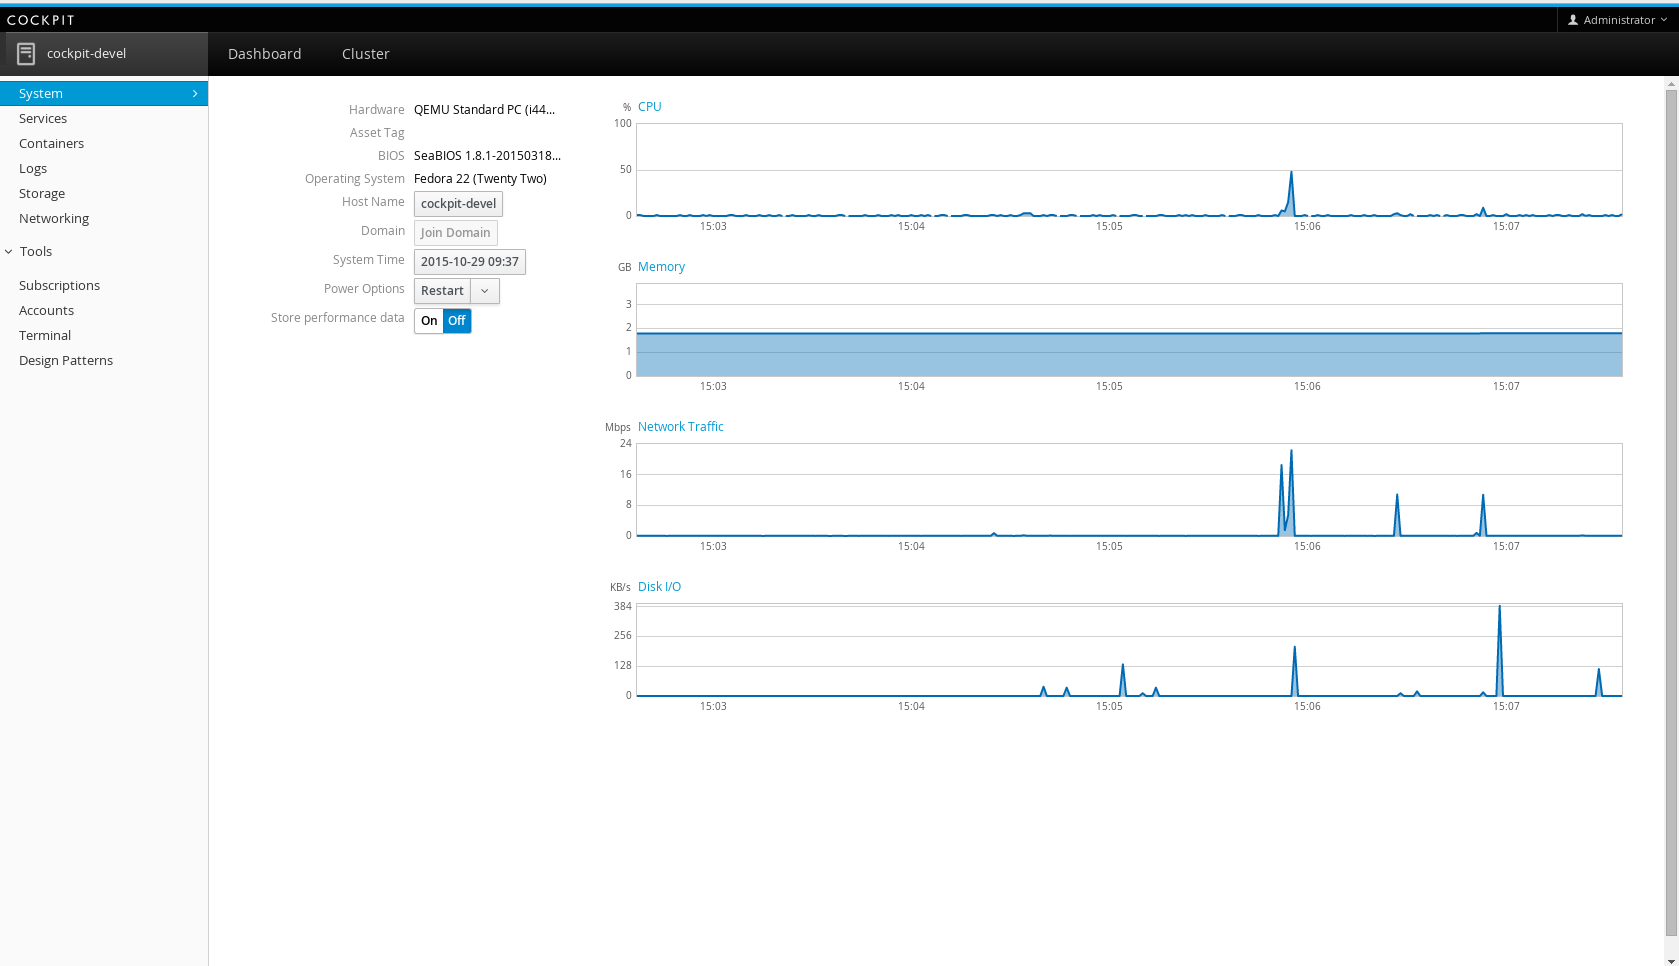 COCKPIT
Administrator
cockpit-devel
Dashboard
Cluster
System
Services
Containers
Logs
Storage
Networking
Tools
Subscriptions
Accounts
Terminal
Design Patterns
Hardware QEMU Standard PC (i44...
Asset Tag
BIOS SeaBIOS 1.8.1-20150318...
Operating System Fedora 22 (Twenty Two)
Host Name cockpit-devel
Domain Join Domain
System Time 2015-10-29 09:37
Power Options Restart
Store performance data On Off
% CPU
100
50
0
15:03 15:04 15:05 15:06 15:07
GB Memory
3
2
1
0
15:03 15:04 15:05 15:06 15:07
Mbps Network Traffic
24
16
8
0
15:03 15:04 15:05 15:06 15:07
KB/s Disk I/O
384
256
128
0
15:03 15:04 15:05 15:06 15:07